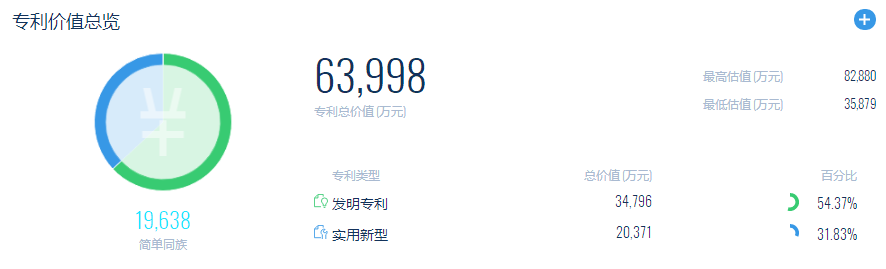 专利价值总览
¥
19,638
简单同族
63,998
专利总价值(万元)
最高估值(万元) 82,880
最低估值(万元) 35,879
专利类型 总价值(万元) 百分比
发明专利 34,796 54.37%
实用新型 20,371 31.83%